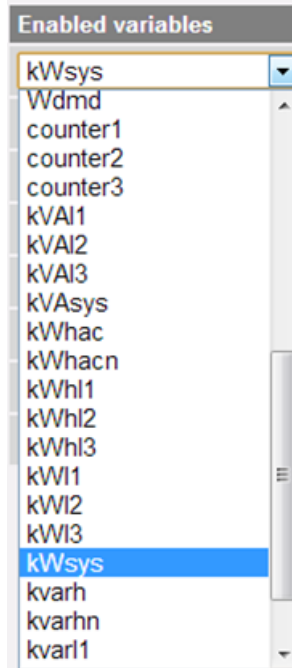 Enabled variables
kWsys
Wdmd
counter1
counter2
counter3
kVAl1
kVAl2
kVAl3
kVAsys
kWhac
kWhacn
kWhl1
kWhl2
kWhl3
kWl1
kWl2
kWl3
kWsys
kvarh
kvarhn
kvarl1